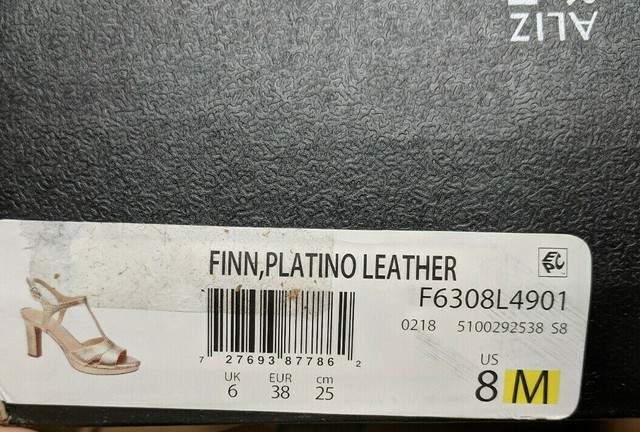 ALIZ
FINN,PLATINO LEATHER
F6308L4901
0218 5100292538 S8
7 27693 87786 2
UK EUR cm
6 38 25
US
8 M